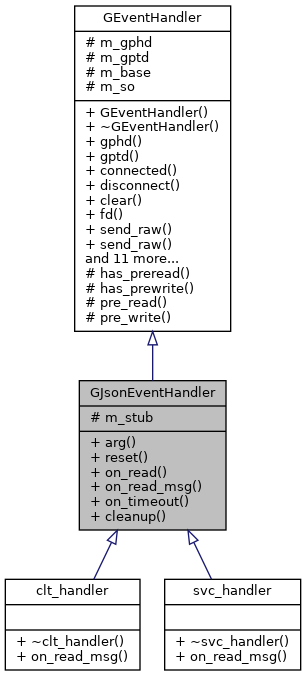 GEventHandler
# m_gphd
# m_gptd
# m_base
# m_so
+ GEventHandler()
+ ~GEventHandler()
+ gphd()
+ gptd()
+ connected()
+ disconnect()
+ clear()
+ fd()
+ send_raw()
+ send_raw()
and 11 more...
# has_preread()
# has_prewrite()
# pre_read()
# pre_write()
GJsonEventHandler
# m_stub
+ arg()
+ reset()
+ on_read()
+ on_read_msg()
+ on_timeout()
+ cleanup()
clt_handler
+ ~clt_handler()
+ on_read_msg()
svc_handler
+ ~svc_handler()
+ on_read_msg()